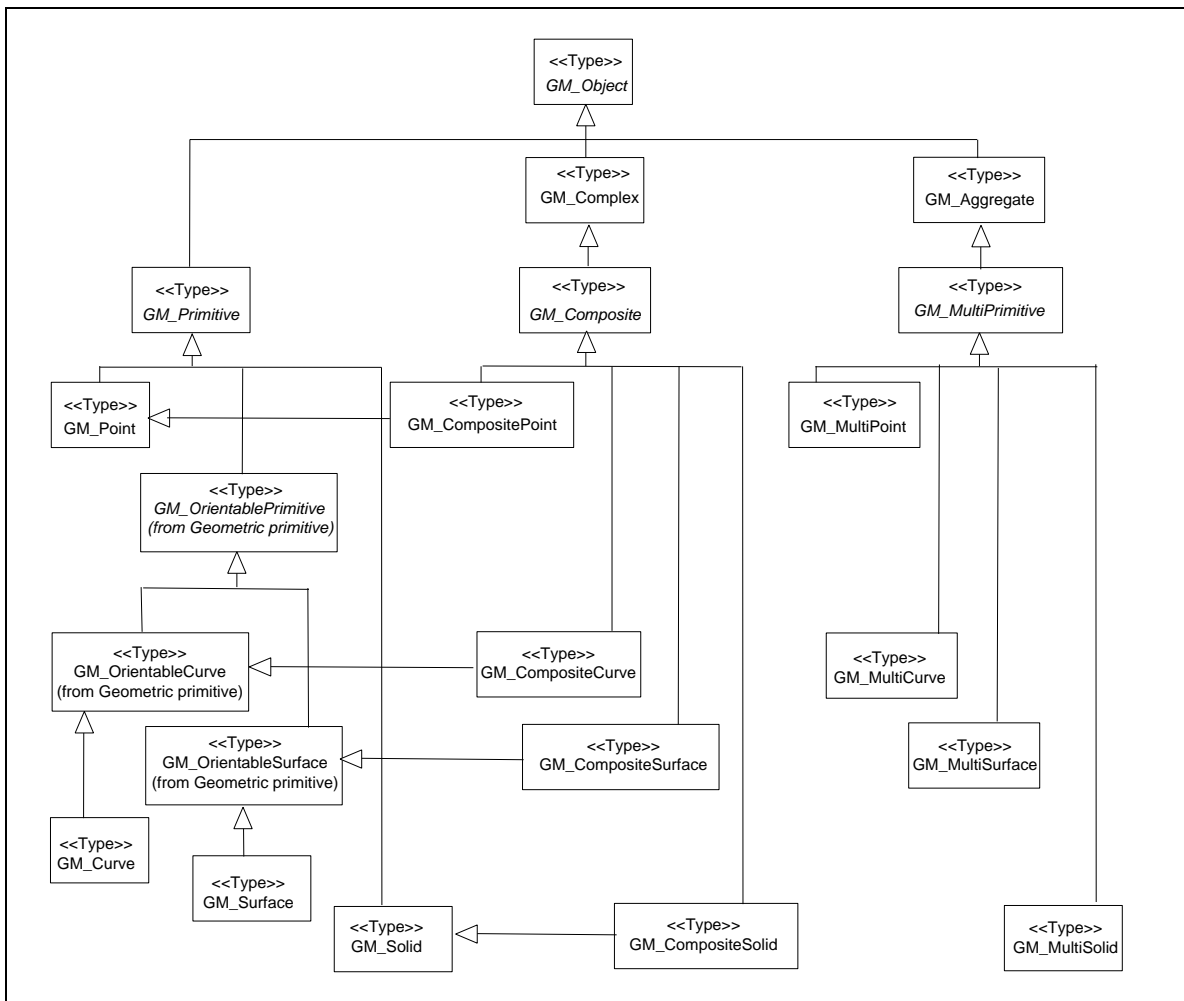 <<Type>>
GM_Object
<<Type>>
GM_Complex
<<Type>>
GM_Aggregate
<<Type>>
GM_Primitive
<<Type>>
GM_Composite
<<Type>>
GM_MultiPrimitive
<<Type>>
GM_Point
<<Type>>
GM_CompositePoint
<<Type>>
GM_MultiPoint
<<Type>>
GM_OrientablePrimitive
(from Geometric primitive)
<<Type>>
GM_OrientableCurve
(from Geometric primitive)
<<Type>>
GM_CompositeCurve
<<Type>>
GM_MultiCurve
<<Type>>
GM_OrientableSurface
(from Geometric primitive)
<<Type>>
GM_CompositeSurface
<<Type>>
GM_MultiSurface
<<Type>>
GM_Curve
<<Type>>
GM_Surface
<<Type>>
GM_Solid
<<Type>>
GM_CompositeSolid
<<Type>>
GM_MultiSolid